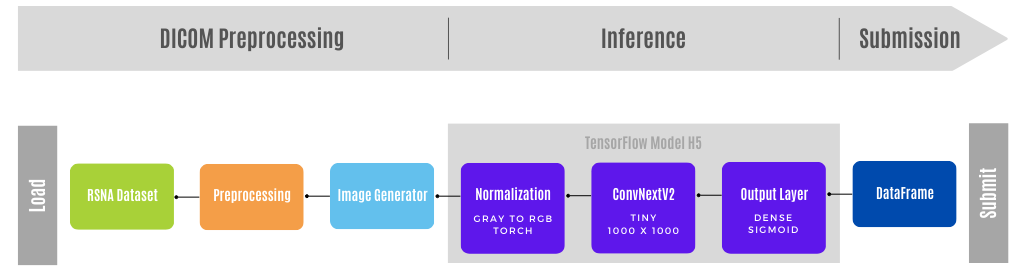 DICOM Preprocessing
Inference
Submission
TensorFlow Model H5
Load
RSNA Dataset
Preprocessing
Image Generator
Normalization
GRAY TO RGB
TORCH
ConvNextV2
TINY
1000 X 1000
Output Layer
DENSE
SIGMOID
DataFrame
Submit